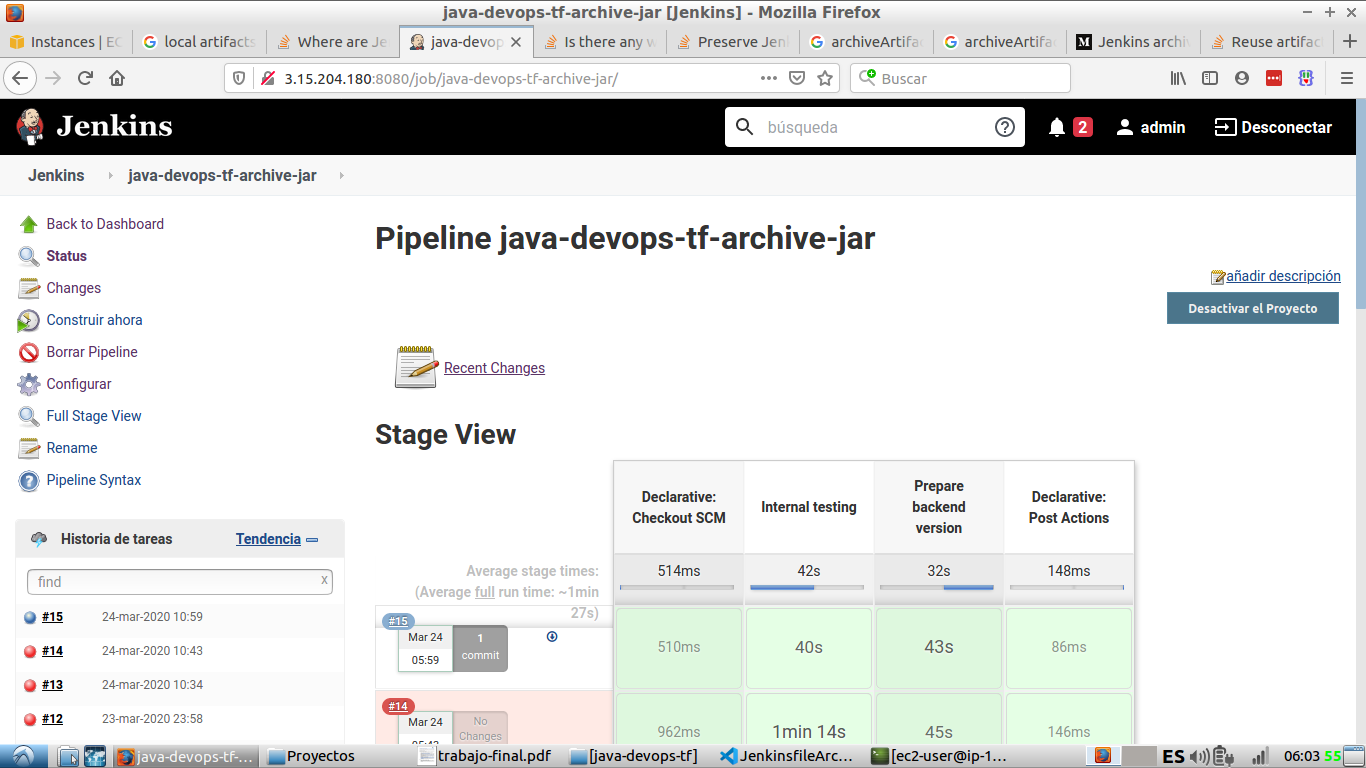 java-devops-tf-archive-jar [Jenkins] - Mozilla Firefox
Instances | EC
local artifacts
Where are Je
java-devop
Is there any w
Preserve Jen
archiveArtifac
archiveArtifac
Jenkins archiv
Reuse artifac
3.15.204.180:8080/job/java-devops-tf-archive-jar/
Buscar
Jenkins
búsqueda
2
admin
Desconectar
Jenkins
java-devops-tf-archive-jar
Back to Dashboard
Status
Changes
Construir ahora
Borrar Pipeline
Configurar
Full Stage View
Rename
Pipeline Syntax
Historia de tareas
Tendencia
find
x
#15 24-mar-2020 10:59
#14 24-mar-2020 10:43
#13 24-mar-2020 10:34
#12 23-mar-2020 23:58
Pipeline java-devops-tf-archive-jar
añadir descripción
Desactivar el Proyecto
Recent Changes
Stage View
Declarative:
Checkout SCM
Internal testing
Prepare
backend
version
Declarative:
Post Actions
Average stage times:
(Average full run time: ~1min
27s)
514ms 42s 32s 148ms
#15
Mar 24
05:59
1
commit
510ms 40s 43s 86ms
#14
Mar 24
No
Changes
962ms 1min 14s 45s 146ms
java-devops-tf-...
Proyectos
trabajo-final.pdf
[java-devops-tf]
JenkinsfileArc...
[ec2-user@ip-1...
ES
06:03
55